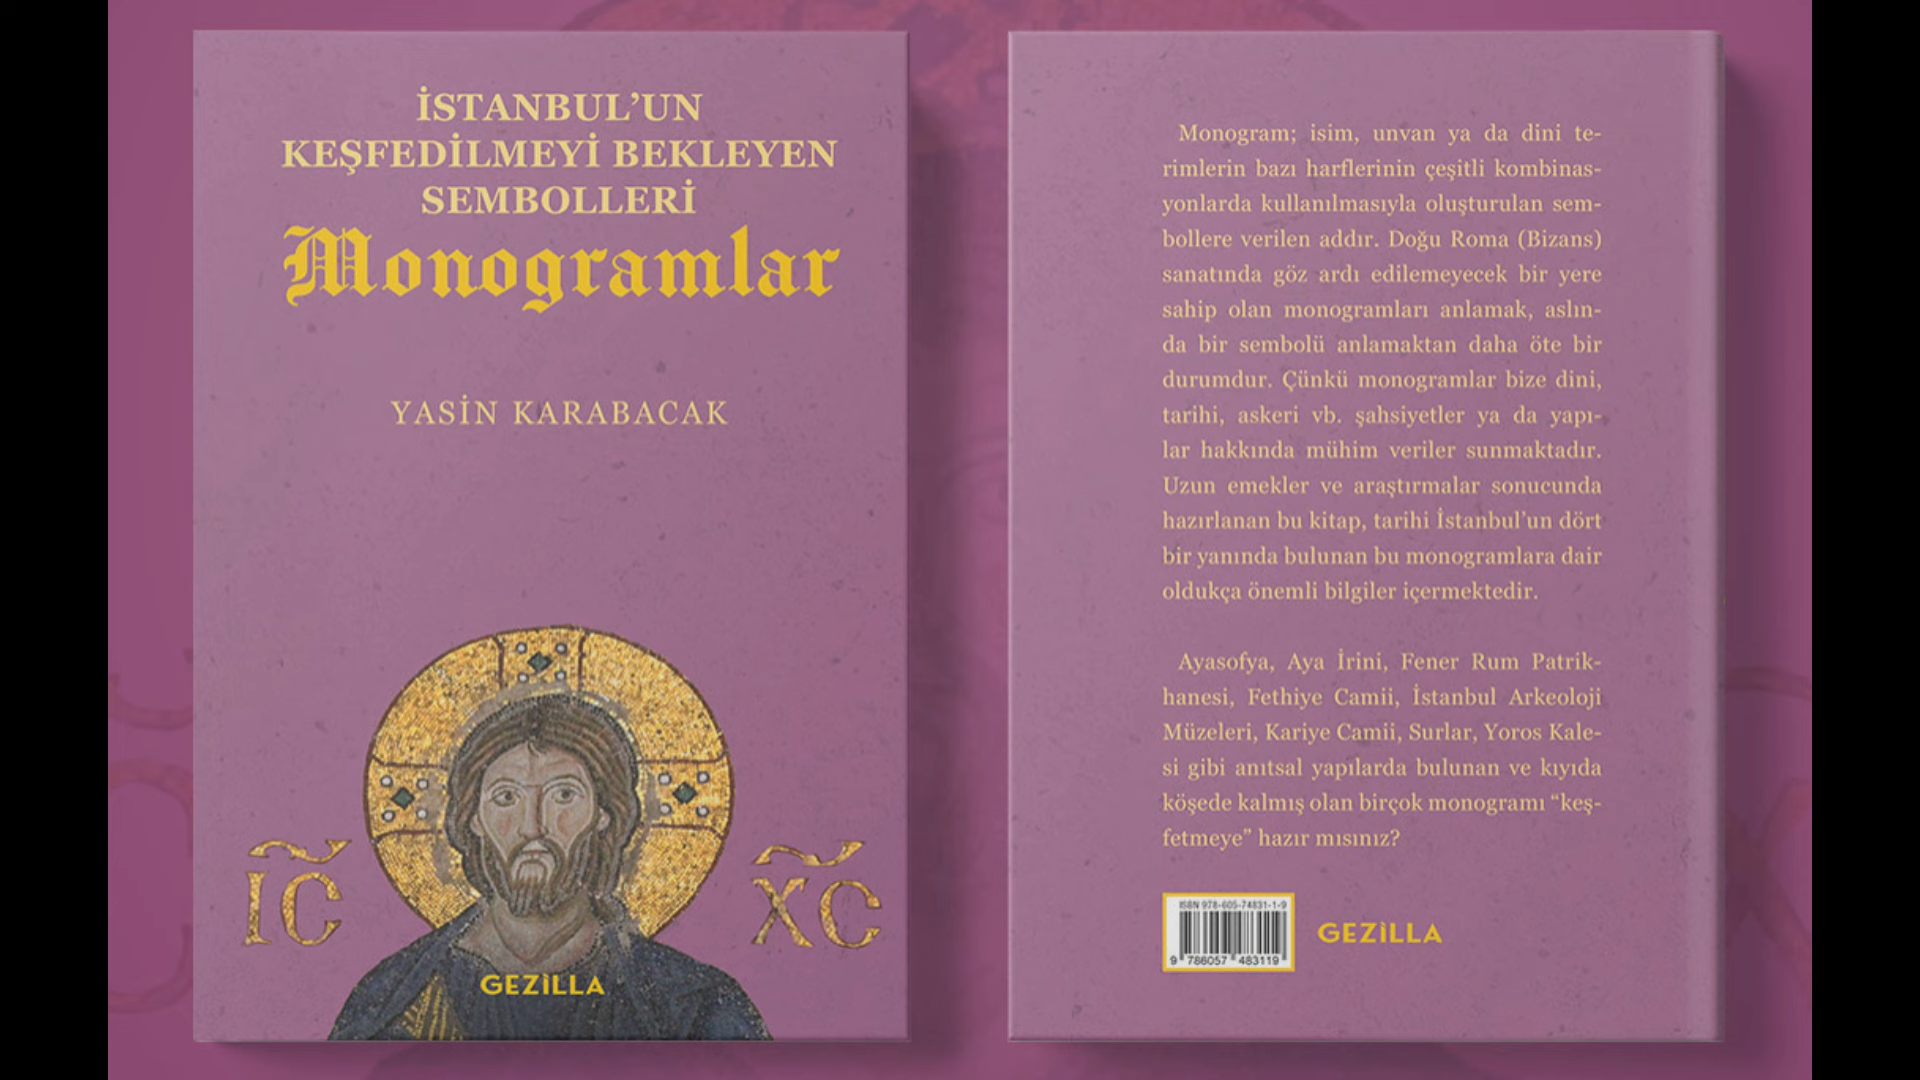 İSTANBUL’UN
KEŞFEDİLMEYİ BEKLEYEN
SEMBOLLERİ
Monogramlar
YASİN KARABACAK
IC
XC
GEZİLLA
Monogram; isim, unvan ya da dini te-
rimlerin bazı harflerinin çeşitli kombinas-
yonlarda kullanılmasıyla oluşturulan sem-
bollere verilen addır. Doğu Roma (Bizans)
sanatında göz ardı edilemeyecek bir yere
sahip olan monogramları anlamak, aslın-
da bir sembolü anlamaktan daha öte bir
durumdur. Çünkü monogramlar bize dini,
tarihi, askeri vb. şahsiyetler ya da yapı-
lar hakkında mühim veriler sunmaktadır.
Uzun emekler ve araştırmalar sonucunda
hazırlanan bu kitap, tarihi İstanbul’un dört
bir yanında bulunan bu monogramlara dair
oldukça önemli bilgiler içermektedir.
Ayasofya, Aya İrini, Fener Rum Patrik-
hanesi, Fethiye Camii, İstanbul Arkeoloji
Müzeleri, Kariye Camii, Surlar, Yoros Kale-
si gibi anıtsal yapılarda bulunan ve kıyıda
köşede kalmış olan birçok monogramı “keş-
fetmeye” hazır mısınız?
ISBN 978-605-74831-1-9
9 786057 483119
GEZİLLA